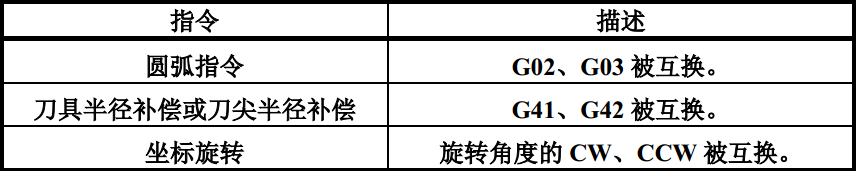 指令 描述
圆弧指令 G02、G03 被互换。
刀具半径补偿或刀尖半径补偿 G41、G42 被互换。
坐标旋转 旋转角度的 CW、CCW 被互换。